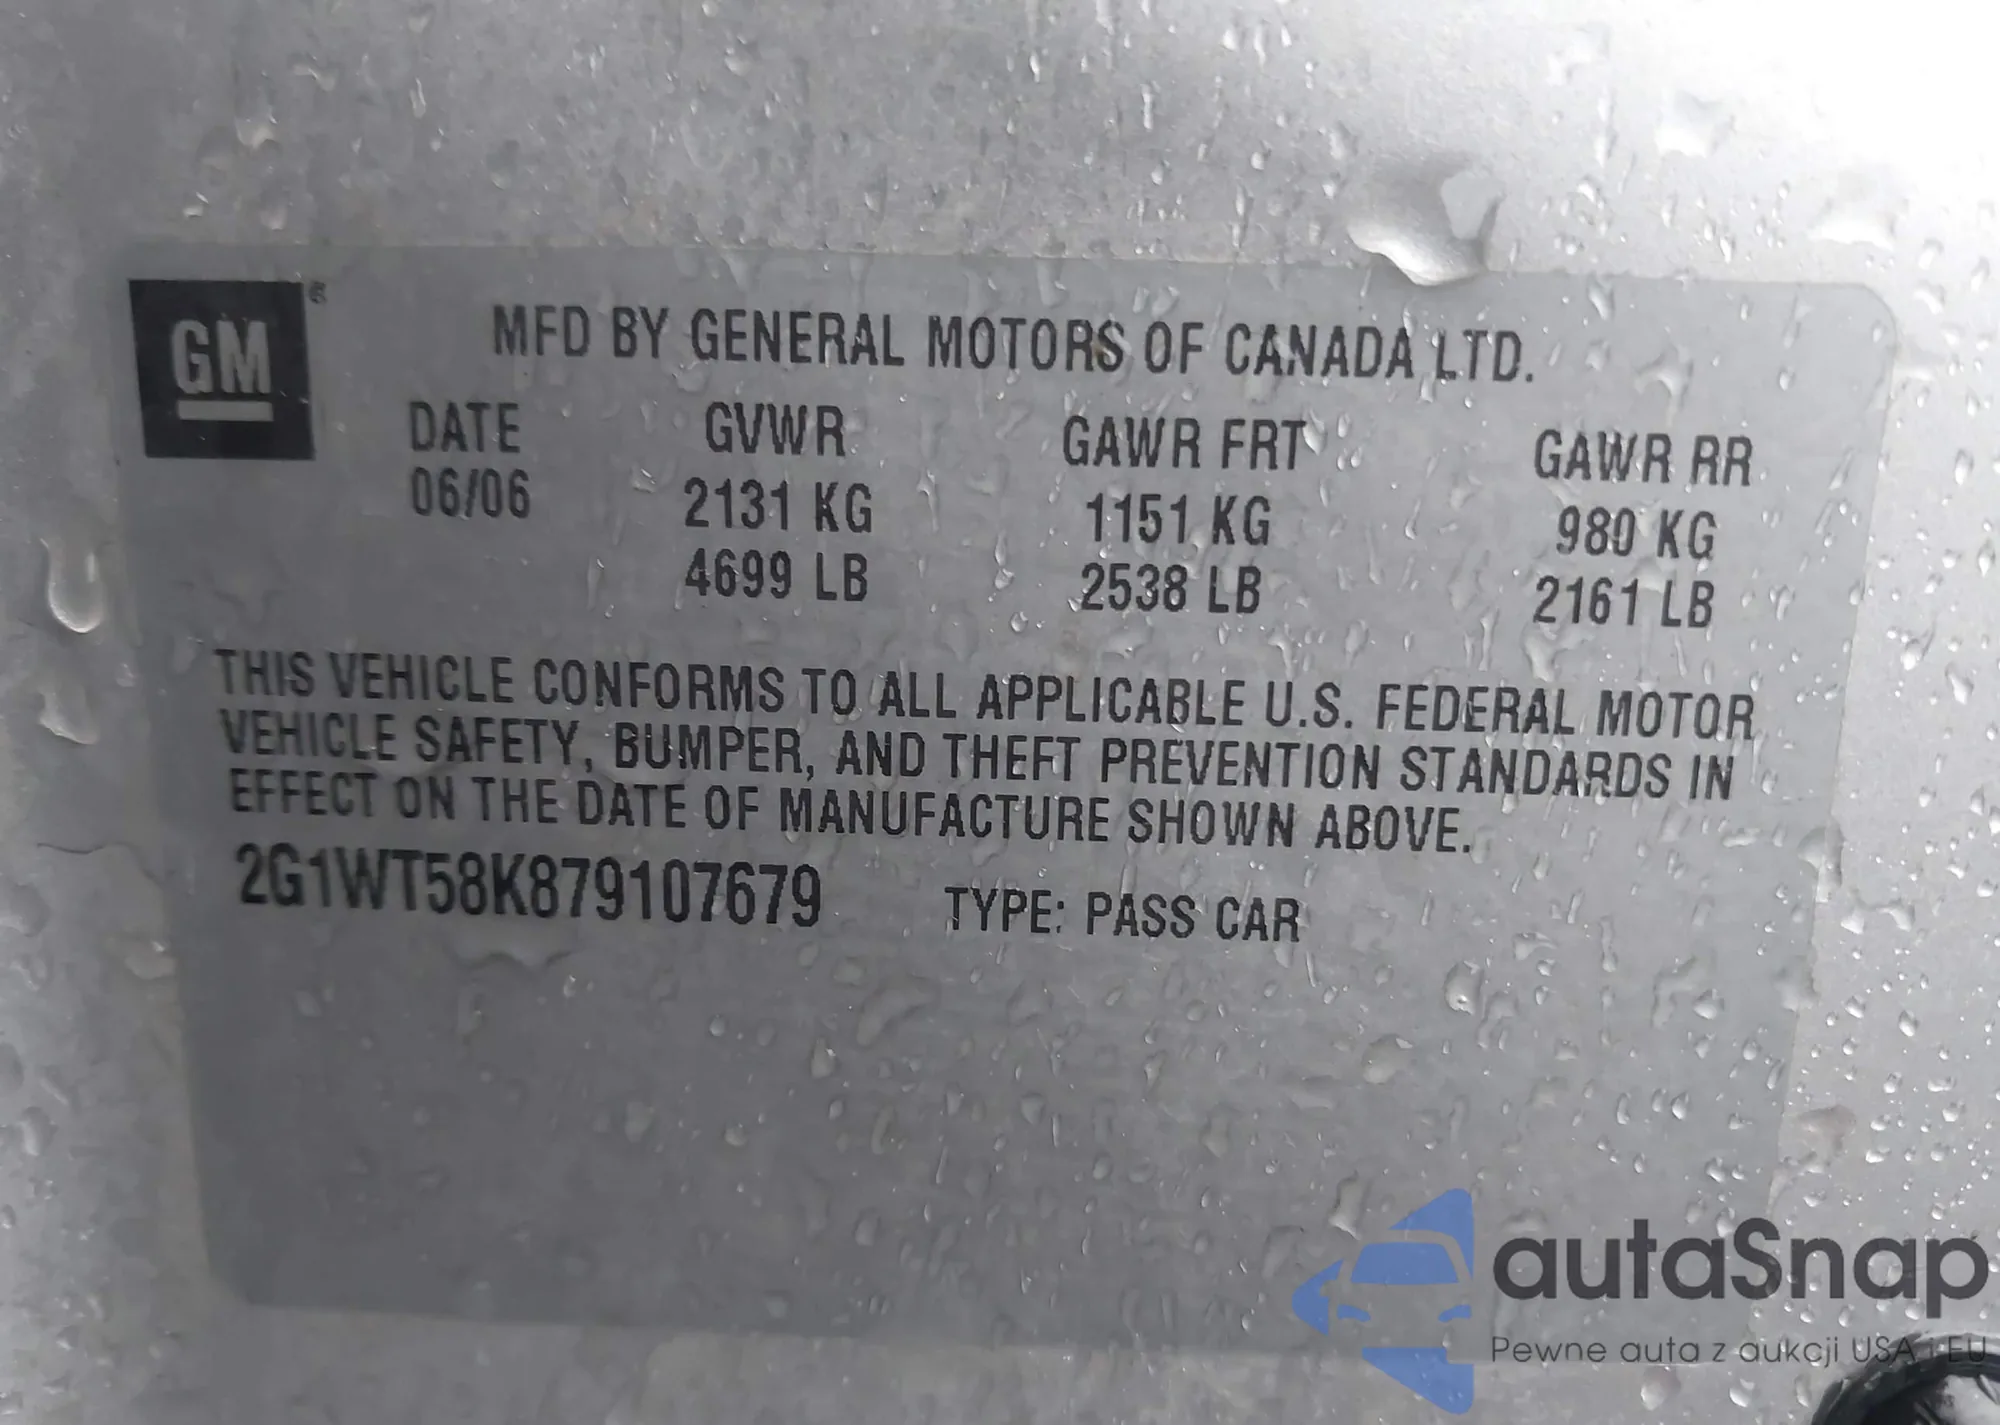 GM ®
MFD BY GENERAL MOTORS OF CANADA LTD.
DATE GVWR GAWR FRT GAWR RR
06/06 2131 KG 1151 KG 980 KG
4699 LB 2538 LB 2161 LB
THIS VEHICLE CONFORMS TO ALL APPLICABLE U.S. FEDERAL MOTOR
VEHICLE SAFETY, BUMPER, AND THEFT PREVENTION STANDARDS IN
EFFECT ON THE DATE OF MANUFACTURE SHOWN ABOVE.
2G1WT58K879107679 TYPE: PASS CAR
autaSnap
Pewne auta z aukcji USA i EU